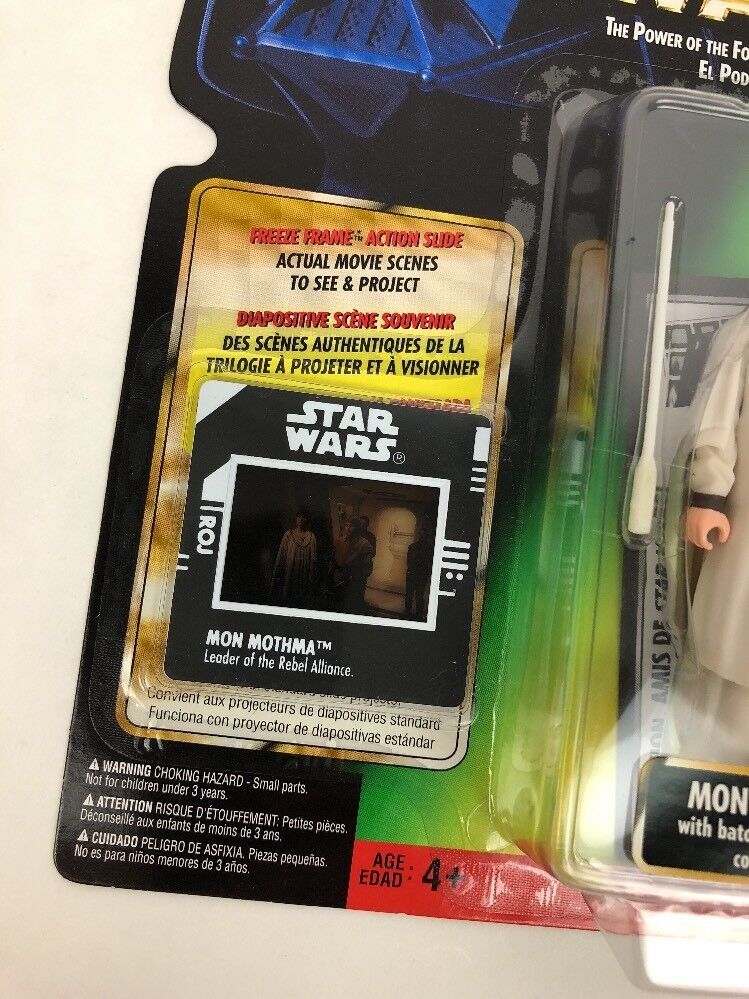 THE POWER OF THE
EL
FREEZE FRAME™ ACTION SLIDE
ACTUAL MOVIE SCENES
TO SEE & PROJECT
DIAPOSITIVE SCÈNE SOUVENIR
DES SCÈNES AUTHENTIQUES DE LA
TRILOGIE À PROJETER ET À VISIONNER
STAR
WARS®
ROJ
MON MOTHMA™
Leader of the Rebel Alliance.
Convient aux projecteurs de diapositives standard
Funciona con proyector de diapositivas estándar
⚠ WARNING CHOKING HAZARD - Small parts.
Not for children under 3 years.
⚠ ATTENTION RISQUE D'ÉTOUFFEMENT: Petites pièces.
Déconseillé aux enfants de moins de 3 ans.
⚠ CUIDADO PELIGRO DE ASFIXIA. Piezas pequeñas.
No es para niños menores de 3 años.
AGE
EDAD : 4+
AMIS DE
MON
with